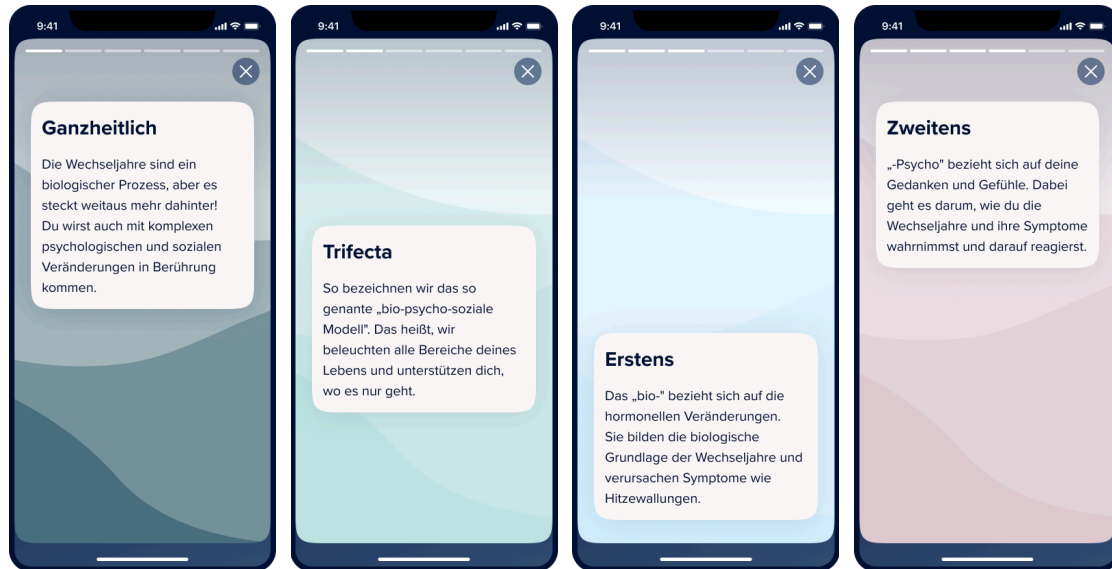 9:41
Ganzheitlich
Die Wechseljahre sind ein
biologischer Prozess, aber es
steckt weitaus mehr dahinter!
Du wirst auch mit komplexen
psychologischen und sozialen
Veränderungen in Berührung
kommen.
9:41
Trifecta
So bezeichnen wir das so
genante „bio-psycho-soziale
Modell". Das heißt, wir
beleuchten alle Bereiche deines
Lebens und unterstützen dich,
wo es nur geht.
9:41
Erstens
Das „bio-" bezieht sich auf die
hormonellen Veränderungen.
Sie bilden die biologische
Grundlage der Wechseljahre und
verursachen Symptome wie
Hitzewallungen.
9:41
Zweitens
„-Psycho" bezieht sich auf deine
Gedanken und Gefühle. Dabei
geht es darum, wie du die
Wechseljahre und ihre Symptome
wahrnimmst und darauf reagierst.